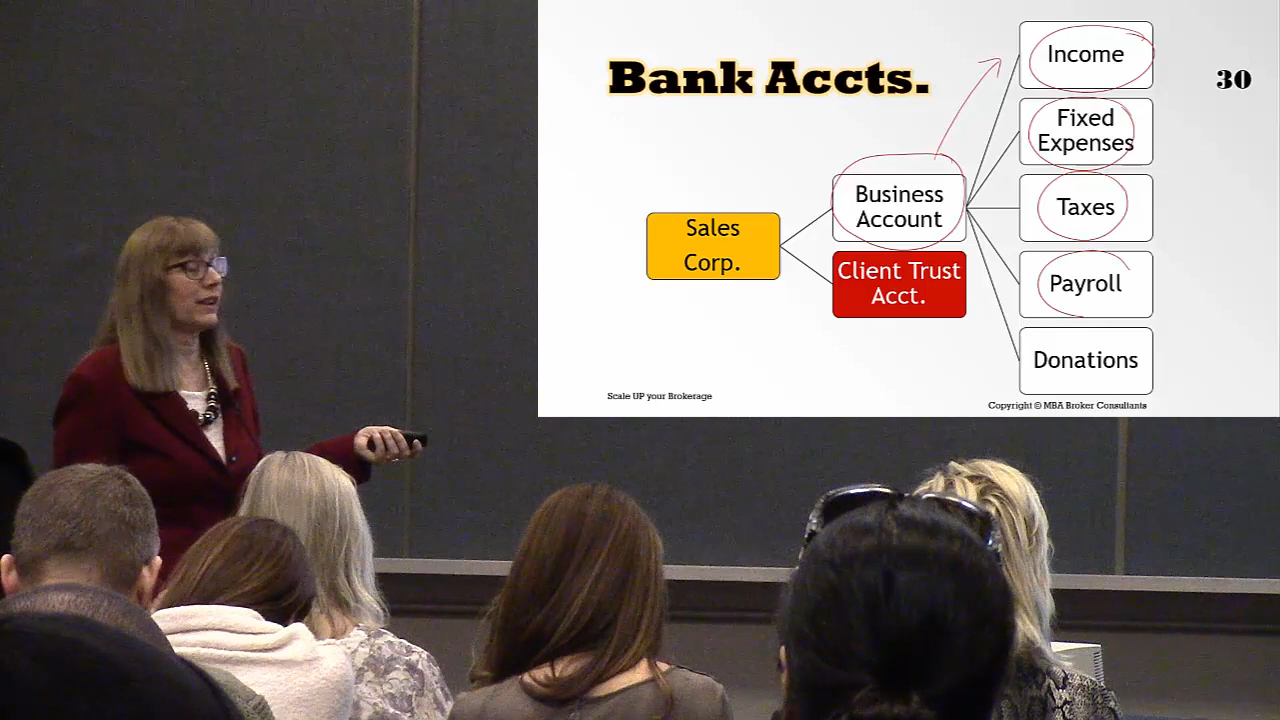 Bank Accts.
30
Sales
Corp.
Business
Account
Client Trust
Acct.
Income
Fixed
Expenses
Taxes
Payroll
Donations
Scale UP your Brokerage
Copyright © MBA Broker Consultants